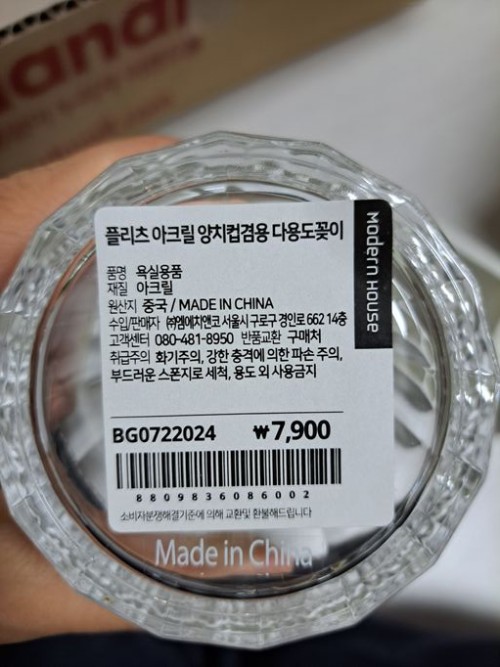 플리츠 아크릴 양치컵겸용 다용도꽂이
Modern House
품명 욕실용품
재질 아크릴
원산지 중국 / MADE IN CHINA
수입/판매자 ㈜엠에치앤코 서울시 구로구 경인로 662 14층
고객센터 080-481-8950 반품교환 구매처
취급주의 화기주의, 강한 충격에 의한 파손 주의,
부드러운 스폰지로 세척, 용도 외 사용금지
BG0722024 ₩7,900
8809836086002
소비자분쟁해결기준에 의해 교환및 환불해드립니다
Made in China